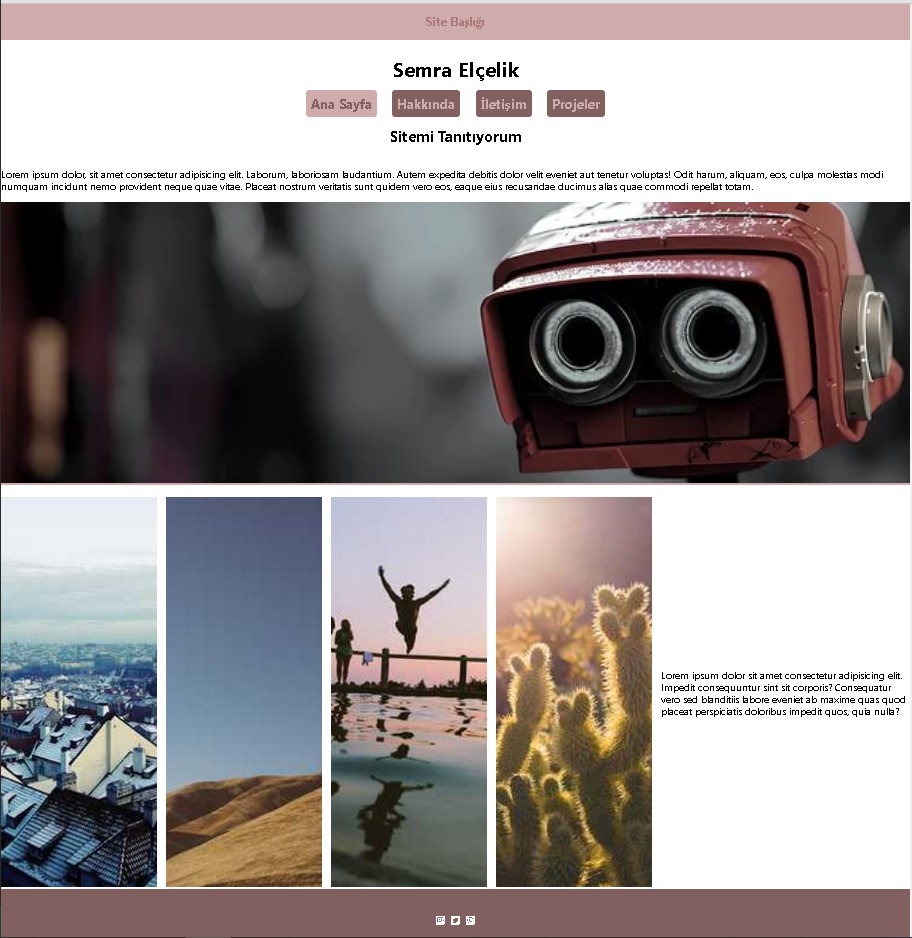 Site Başlığı
Semra Elçelik
Ana Sayfa
Hakkında
İletişim
Projeler
Sitemi Tanıtıyorum
Lorem ipsum dolor, sit amet consectetur adipisicing elit. Laborum, laboriosam laudantium. Autem expedita debitis dolor velit eveniet aut tenetur voluptas! Odit harum, aliquam, eos, culpa molestias modi
numquam incidunt nemo provident neque quae vitae. Placeat nostrum veritatis sunt quidem vero eos, eaque eius recusandae ducimus alias quae commodi repellat totam.
Lorem ipsum dolor sit amet consectetur adipisicing elit.
Impedit consequuntur sint sit corporis? Consequatur
vero sed blanditiis labore eveniet ab maxime quas quod
placeat perspiciatis doloribus impedit quos, quia nulla?